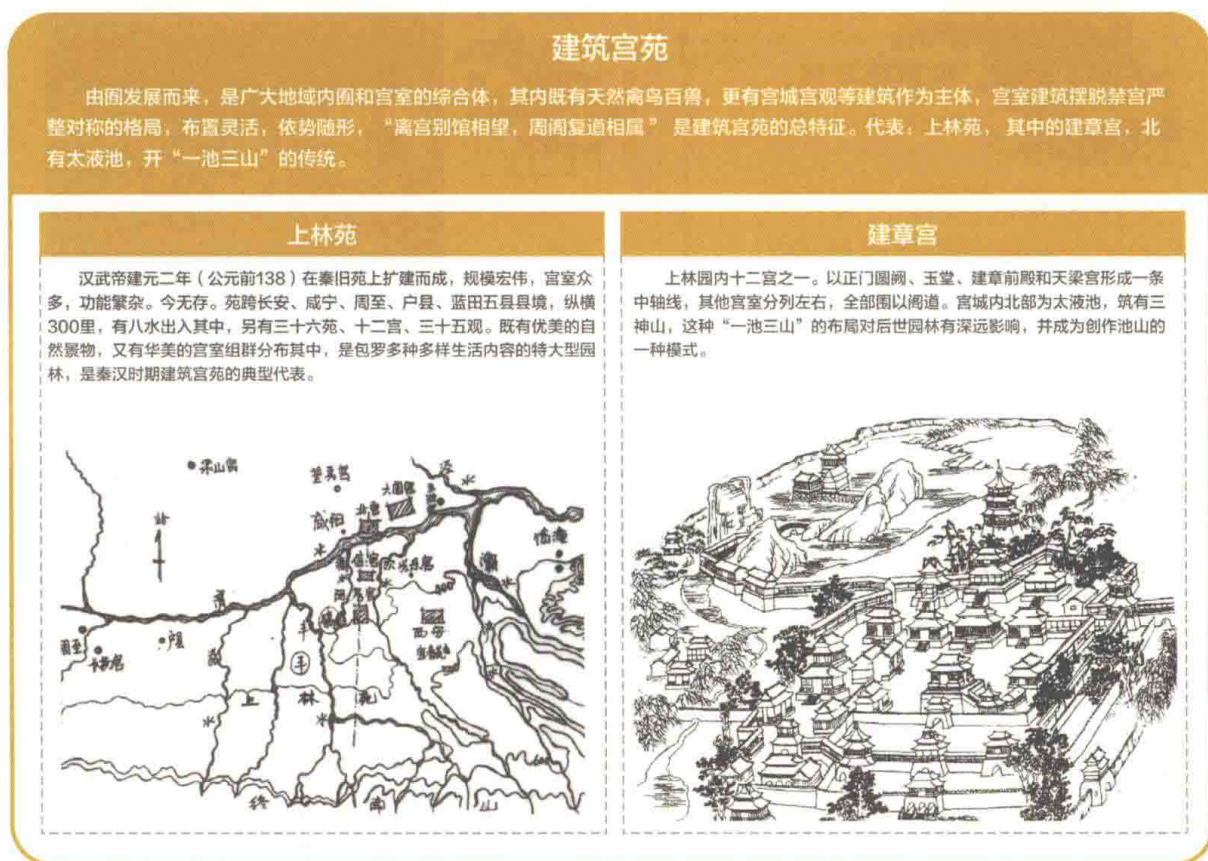 建筑宫苑
由囿发展而来，是广大地域内囿和宫室的综合体，其内既有天然禽鸟百兽，更有宫城宫观等建筑作为主体，宫室建筑摆脱禁宫严
整对称的格局，布置灵活，依势随形，“离宫别馆相望，周阁复道相属”是建筑宫苑的总特征。代表：上林苑，其中的建章宫，北
有太液池，开“一池三山”的传统。
上林苑
汉武帝建元二年（公元前138）在秦旧苑上扩建而成，规模宏伟，宫室众
多，功能繁杂。今无存。苑跨长安、咸宁、周至、户县、蓝田五县县境，纵横
300里，有八水出入其中，另有三十六苑、十二宫、三十五观。既有优美的自
然景物，又有华美的宫室组群分布其中，是包罗多种多样生活内容的特大型园
林，是秦汉时期建筑宫苑的典型代表。
梁山宫
望夷宫
咸阳
北
临潼
周至
水
西安
上林苑
终南山
建章宫
上林园内十二宫之一。以正门圆阙、玉堂、建章前殿和天梁宫形成一条
中轴线，其他宫室分列左右，全部围以阁道。宫城内北部为太液池，筑有三
神山，这种“一池三山”的布局对后世园林有深远影响，并成为创作池山的
一种模式。